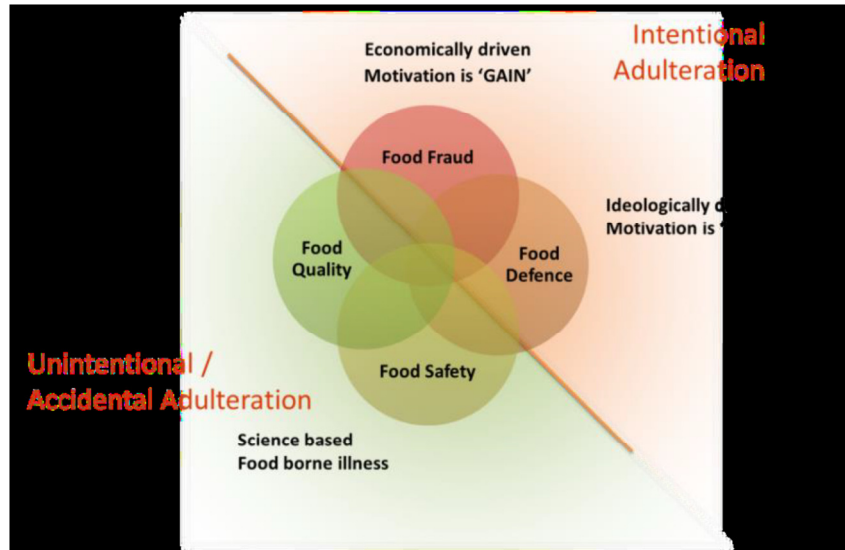 Economically driven
Motivation is ‘GAIN’
Intentional
Adulteration
Food Fraud
Ideologically
Motivation is ‘
Food
Quality
Food
Defence
Food Safety
Unintentional /
Accidental Adulteration
Science based
Food borne illness